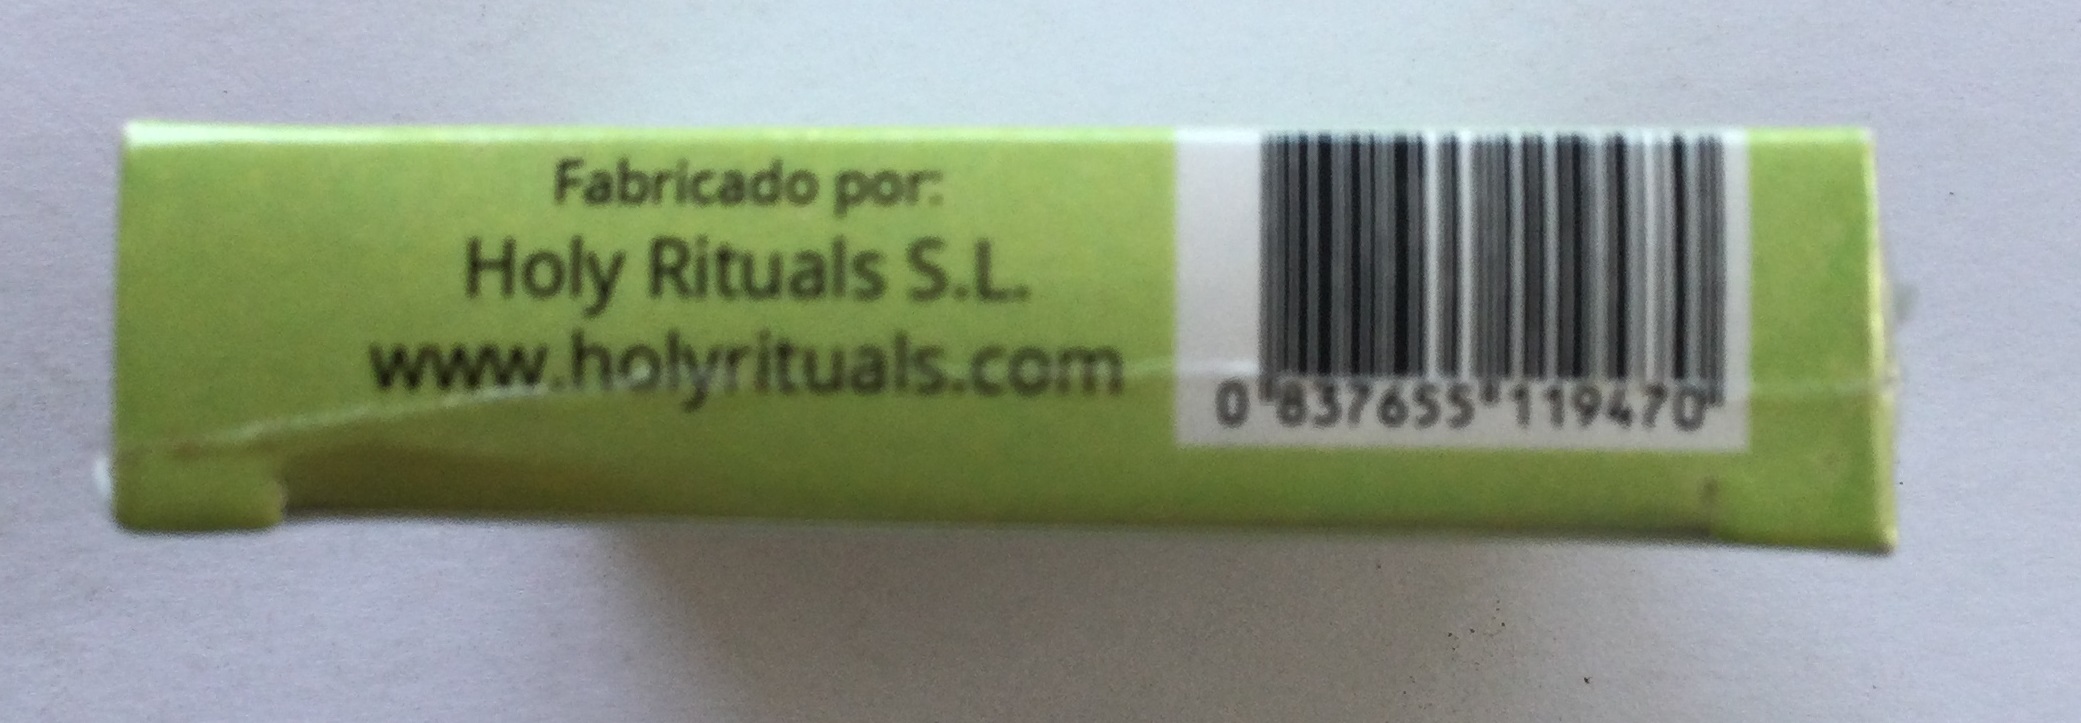 Fabricado por:
Holy Rituals S.L.
www.holyrituals.com
0 837655 119470